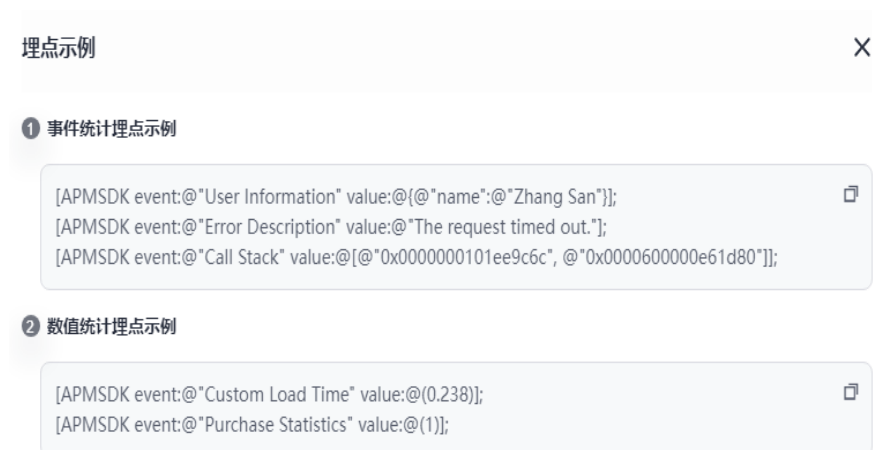 埋点示例
1 事件统计埋点示例
[APMSDK event:@"User Information" value:@{@"name":@"Zhang San"}];
[APMSDK event:@"Error Description" value:@"The request timed out."];
[APMSDK event:@"Call Stack" value:@[@"0x0000000101ee9c6c", @"0x0000600000e61d80"]];
2 数值统计埋点示例
[APMSDK event:@"Custom Load Time" value:@(0.238)];
[APMSDK event:@"Purchase Statistics" value:@(1)];